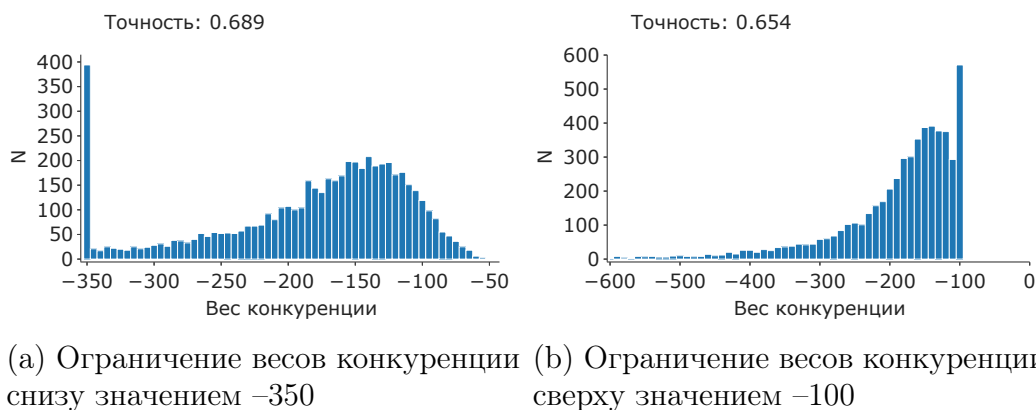 Точность: 0.689
400
350
300
250
200
150
100
50
0
N
−350 −300 −250 −200 −150 −100 −50
Вес конкуренции
(a) Ограничение весов конкуренции
снизу значением –350
Точность: 0.654
600
500
400
300
200
100
0
N
−600 −500 −400 −300 −200 −100 0
Вес конкуренции
(b) Ограничение весов конкуренци
сверху значением –100